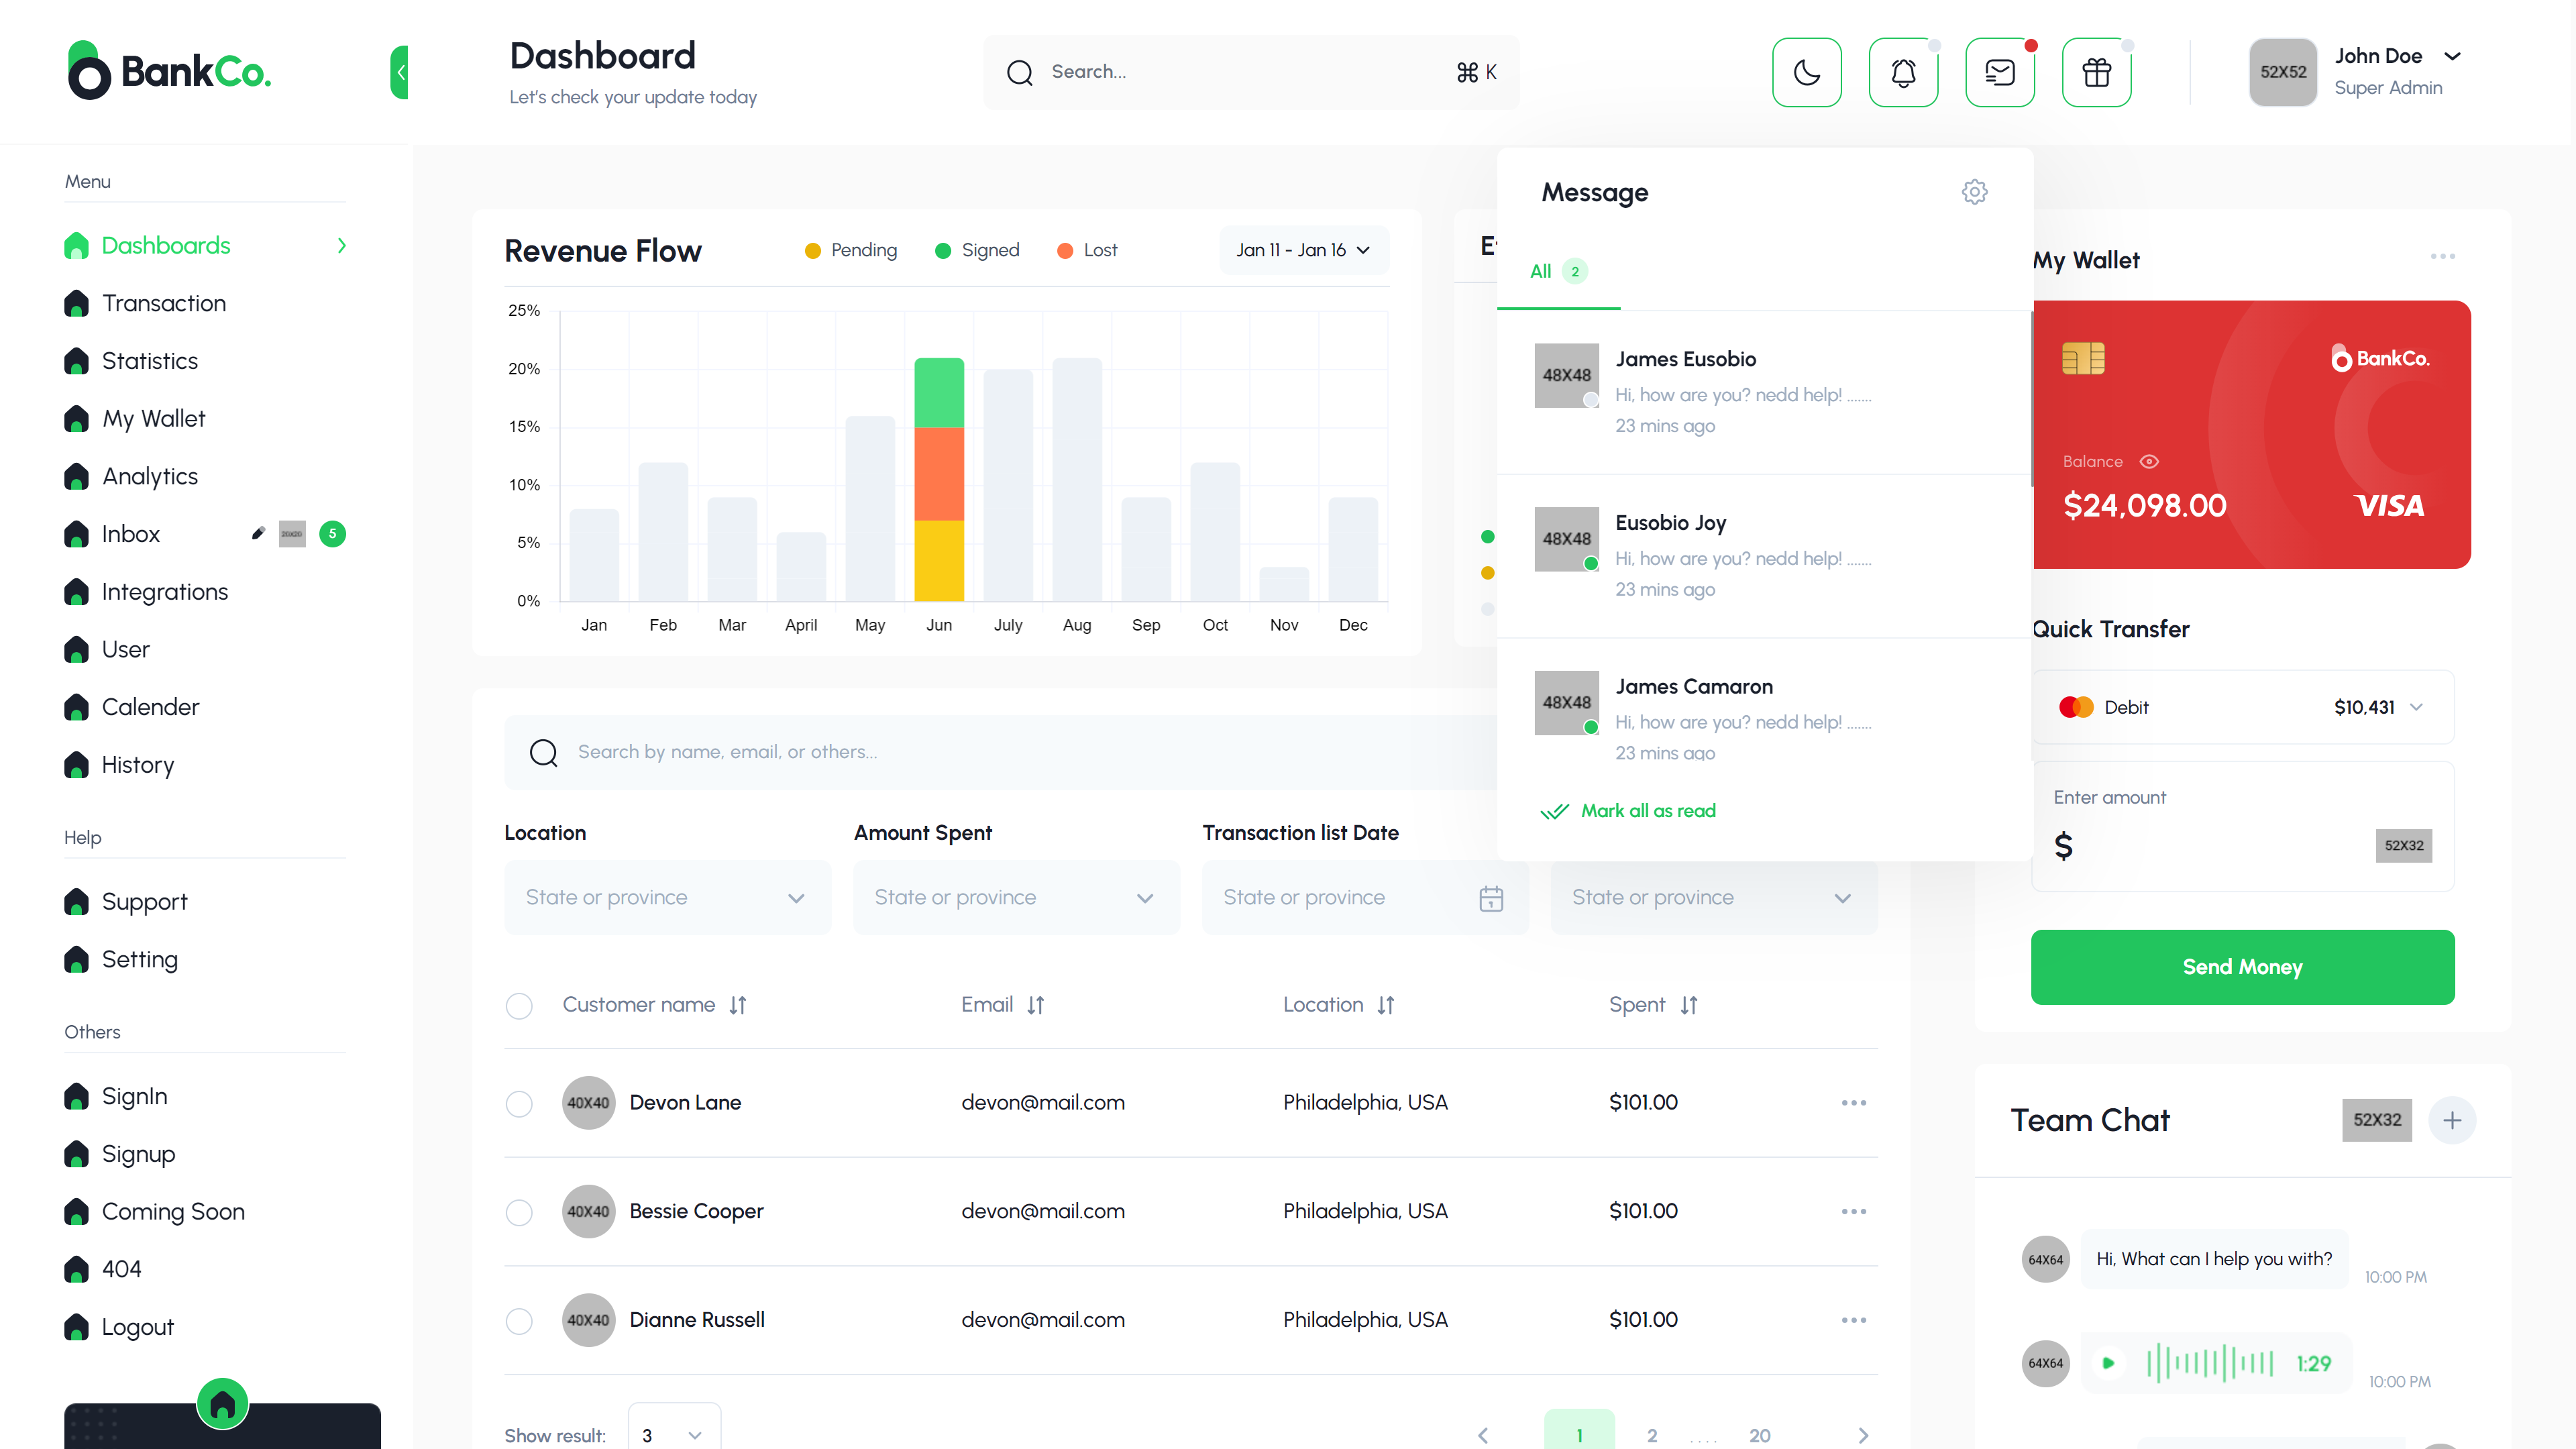 BankCo.
Dashboard
Let's check your update today
Search...
⌘ K
52X52
John Doe
Super Admin
Menu
Dashboards
Transaction
Statistics
My Wallet
Analytics
Inbox
20X20
5
Integrations
User
Calender
History
Help
Support
Setting
Others
SignIn
Signup
Coming Soon
404
Logout
Revenue Flow
Pending
Signed
Lost
Jan 11 - Jan 16
25%
20%
15%
10%
5%
0%
Jan
Feb
Mar
April
May
Jun
July
Aug
Sep
Oct
Nov
Dec
Message
All 2
48X48
James Eusobio
Hi, how are you? nedd help! .......
23 mins ago
48X48
Eusobio Joy
Hi, how are you? nedd help! .......
23 mins ago
48X48
James Camaron
Hi, how are you? nedd help! .......
23 mins ago
Mark all as read
My Wallet
BankCo.
Balance
$24,098.00
VISA
Quick Transfer
Debit
$10,431
Enter amount
$
52X32
Send Money
Search by name, email, or others...
Location
Amount Spent
Transaction list Date
State or province
State or province
State or province
1
State or province
Customer name
Email
Location
Spent
40X40
Devon Lane
devon@mail.com
Philadelphia, USA
$101.00
40X40
Bessie Cooper
devon@mail.com
Philadelphia, USA
$101.00
40X40
Dianne Russell
devon@mail.com
Philadelphia, USA
$101.00
Show result:
3
1
2
....
20
Team Chat
52X32
64X64
Hi, What can I help you with?
10:00 PM
64X64
1:29
10:00 PM